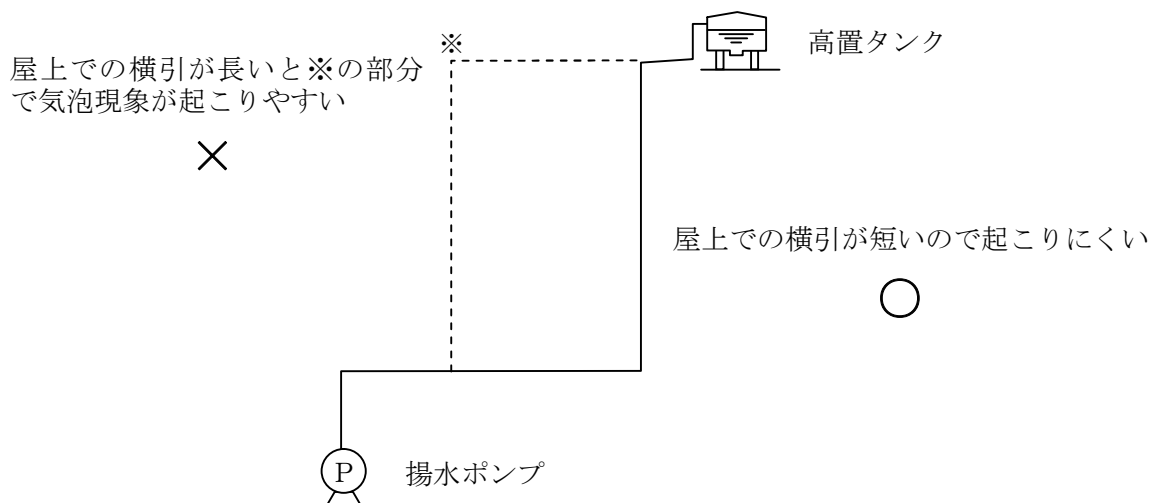 ※
高置タンク
屋上での横引が長いと※の部分
で気泡現象が起こりやすい
×
屋上での横引が短いので起こりにくい
○
P
揚水ポンプ